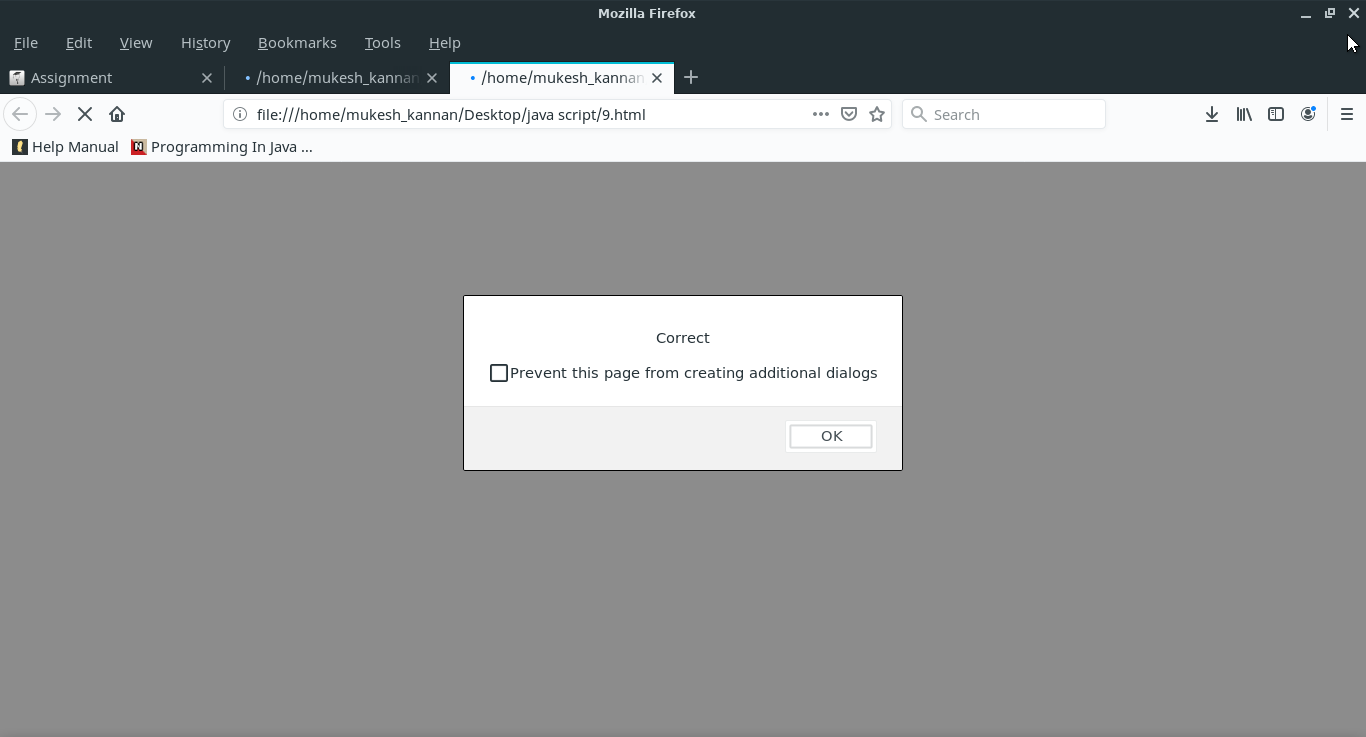 Mozilla Firefox
File Edit View History Bookmarks Tools Help
Assignment /home/mukesh_kannan /home/mukesh_kannan
file:///home/mukesh_kannan/Desktop/java script/9.html Search
Help Manual Programming In Java ...
Correct
Prevent this page from creating additional dialogs
OK